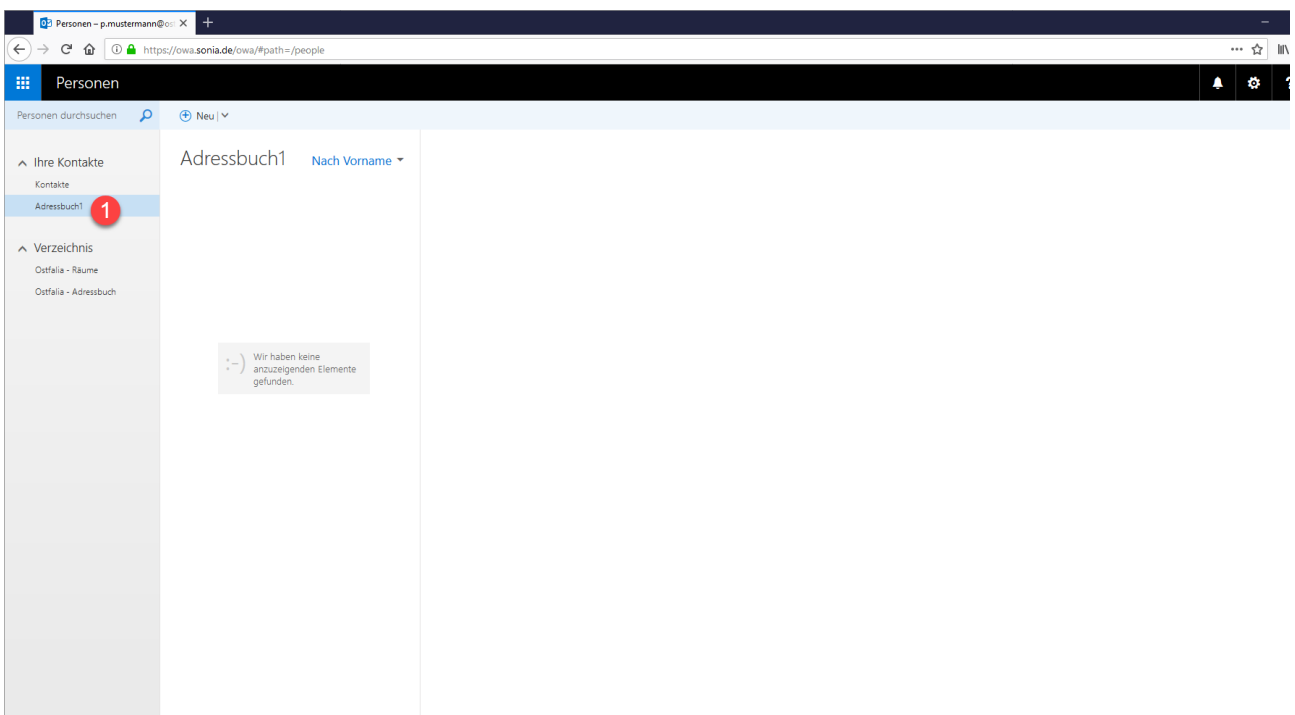 Personen – p.mustermann@os
https://owa.sonia.de/owa/#path=/people
Personen
?
Personen durchsuchen
Neu
Ihre Kontakte
Kontakte
Adressbuch1
1
Verzeichnis
Ostfalia - Räume
Ostfalia - Adressbuch
Adressbuch1
Nach Vorname
:-)
Wir haben keine
anzuzeigenden Elemente
gefunden.